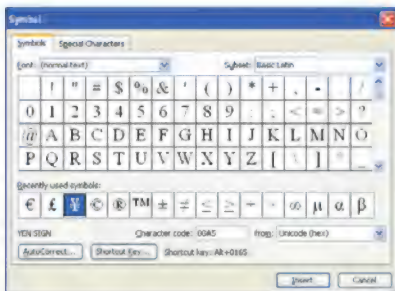 Symbol
Symbols Special Characters
Font: (normal text) Subset: Basic Latin
! " # $ % & ' ( ) * + , - . /
0 1 2 3 4 5 6 7 8 9 : ; < = > ?
@ A B C D E F G H I J K L M N O
P Q R S T U V W X Y Z [ \ ] ^ _
Recently used symbols:
€ £ ¥ © ® ™ ± ≠ ≤ ≥ ÷ × ∞ µ α β
YEN SIGN Character code: 00A5 from: Unicode (hex)
AutoCorrect... Shortcut Key... Shortcut key: Alt+0165
Insert Cancel